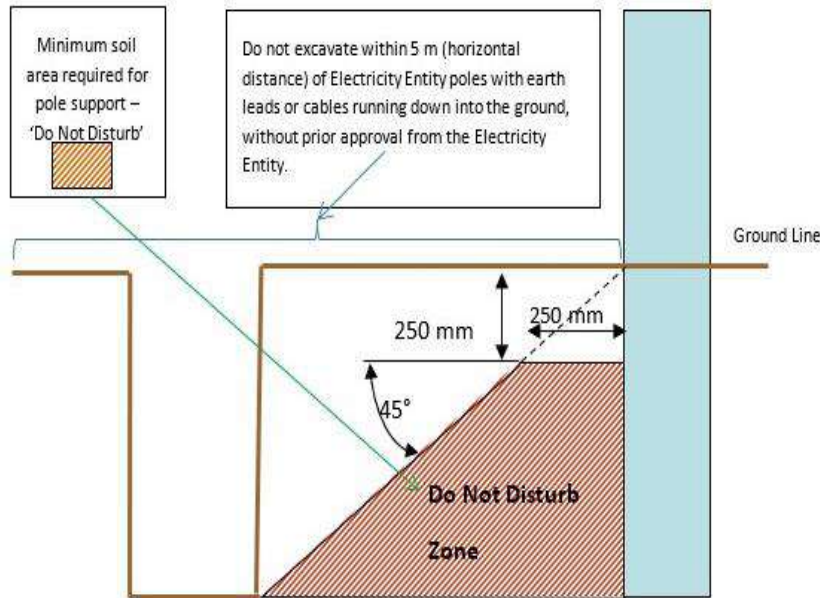 Minimum soil
area required for
pole support –
‘Do Not Disturb’
Do not excavate within 5 m (horizontal
distance) of Electricity Entity poles with earth
leads or cables running down into the ground,
without prior approval from the Electricity
Entity.
Ground Line
250 mm
250 mm
45°
Do Not Disturb
Zone